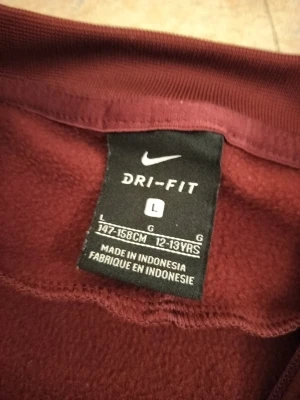 DRI-FIT
L
L G G
147-158CM 12-13YRS
MADE IN INDONESIA
FABRIQUE EN INDONESIE